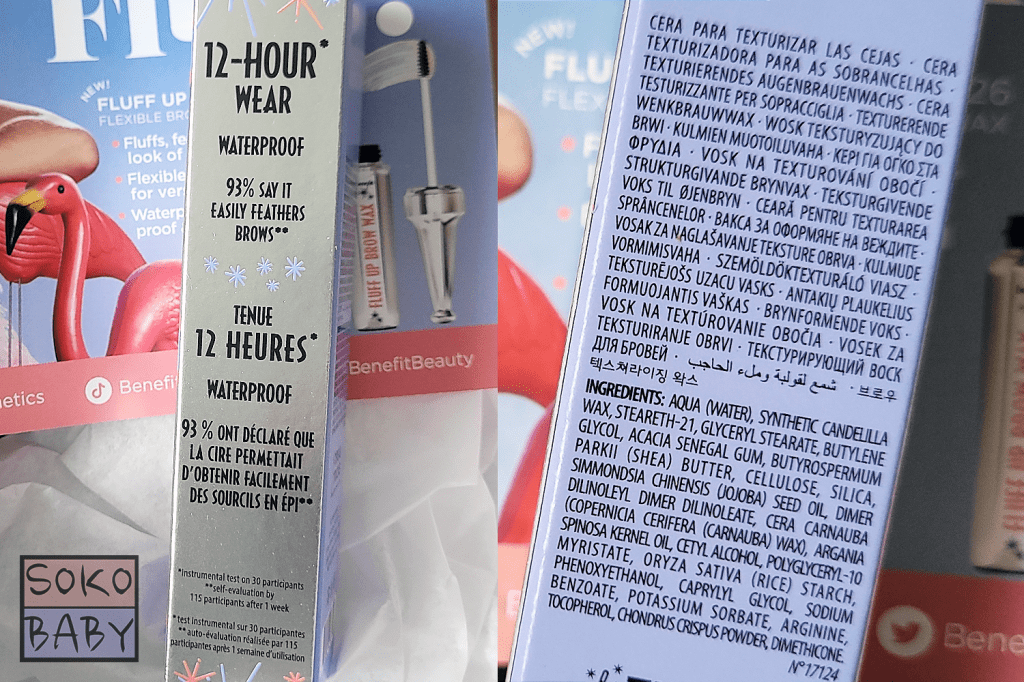 Flu
NEW!
FLUFF UP
FLEXIBLE BRO
• Fluffs, fe
look of
• Flexible
for ver
• Waterp
proof
netics
Benefit
12-HOUR*
WEAR
WATERPROOF
93% SAY IT
EASILY FEATHERS
BROWS**
TENUE
12 HEURES*
WATERPROOF
93 % ONT DÉCLARÉ QUE
LA CIRE PERMETTAIT
D'OBTENIR FACILEMENT
DES SOURCILS EN ÉPI**
*instrumental test on 30 participants
**self-evaluation by
115 participants after 1 week
*test instrumental sur 30 participantes
** auto-évaluation réalisée par 115
participantes après 1 semaine d'utilisation
FLUFF UP BROW WAX
BenefitBeauty
SOKO
BABY
NEW!
FLU
FLEX
26
WAX
CERA PARA TEXTURIZAR LAS CEJAS · CERA
TEXTURIZADORA PARA AS SOBRANCELHAS ·
TEXTURIERENDES AUGENBRAUENWACHS · CERA
TESTURIZZANTE PER SOPRACCIGLIA · TEXTURERENDE
WENKBRAUWWAX · WOSK TEKSTURYZUJĄCY DO
BRWI · KULMIEN MUOTOILUVAHA · ΚΕΡΙ ΓΙΑ ΟΓΚΟ ΣΤΑ
ΦΡΥΔΙΑ · VOSK NA TEXTUROVÁNÍ OBOČÍ ·
STRUKTURGIVANDE BRYNVAX · TEKSTURGIVENDE
VOKS TIL ØJENBRYN · CEARĂ PENTRU TEXTURAREA
SPRÂNCENELOR · ВАКСА ЗА ОФОРМЯНЕ НА ВЕЖДИТЕ ·
VOSAK ZA NAGLAŠAVANJE TEKSTURE OBRVA · KULMUDE
VORMIMISVAHA · SZEMÖLDÖKTEXTURÁLÓ VIASZ ·
TEKSTURĒJOŠS UZACU VASKS · ANTAKIŲ PLAUKELIUS
FORMUOJANTIS VAŠKAS · BRYNFORMENDE VOKS ·
VOSK NA TEXTÚROVANIE OBOČIA · VOSEK ZA
TEKSTURIRANJE OBRVI · ТЕКСТУРИРУЮЩИЙ ВОСК
ДЛЯ БРОВЕЙ · شمع لقولبة وملء الحاجب · 브로우
텍스쳐라이징 왁스
INGREDIENTS: AQUA (WATER), SYNTHETIC CANDELILLA
WAX, STEARETH-21, GLYCERYL STEARATE, BUTYLENE
GLYCOL, ACACIA SENEGAL GUM, BUTYROSPERMUM
PARKII (SHEA) BUTTER, CELLULOSE, SILICA,
SIMMONDSIA CHINENSIS (JOJOBA) SEED OIL, DIMER
DILINOLEYL DIMER DILINOLEATE, CERA CARNAUBA
(COPERNICIA CERIFERA (CARNAUBA) WAX), ARGANIA
SPINOSA KERNEL OIL, CETYL ALCOHOL, POLYGLYCERYL-10
MYRISTATE, ORYZA SATIVA (RICE) STARCH,
PHENOXYETHANOL, CAPRYLYL GLYCOL, SODIUM
BENZOATE, POTASSIUM SORBATE, ARGININE,
TOCOPHEROL, CHONDRUS CRISPUS POWDER, DIMETHICONE.
N°17124
FLUFF UP BROW WAX
Bene